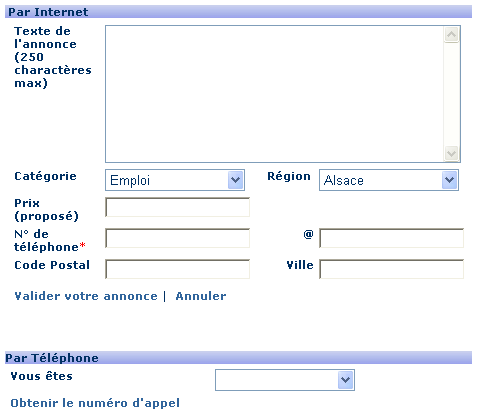 Par Internet
Texte de
l'annonce
(250
charactères
max)
Catégorie Emploi Région Alsace
Prix
(proposé)
N° de
téléphone* @
Code Postal Ville
Valider votre annonce | Annuler
Par Téléphone
Vous êtes
Obtenir le numéro d'appel